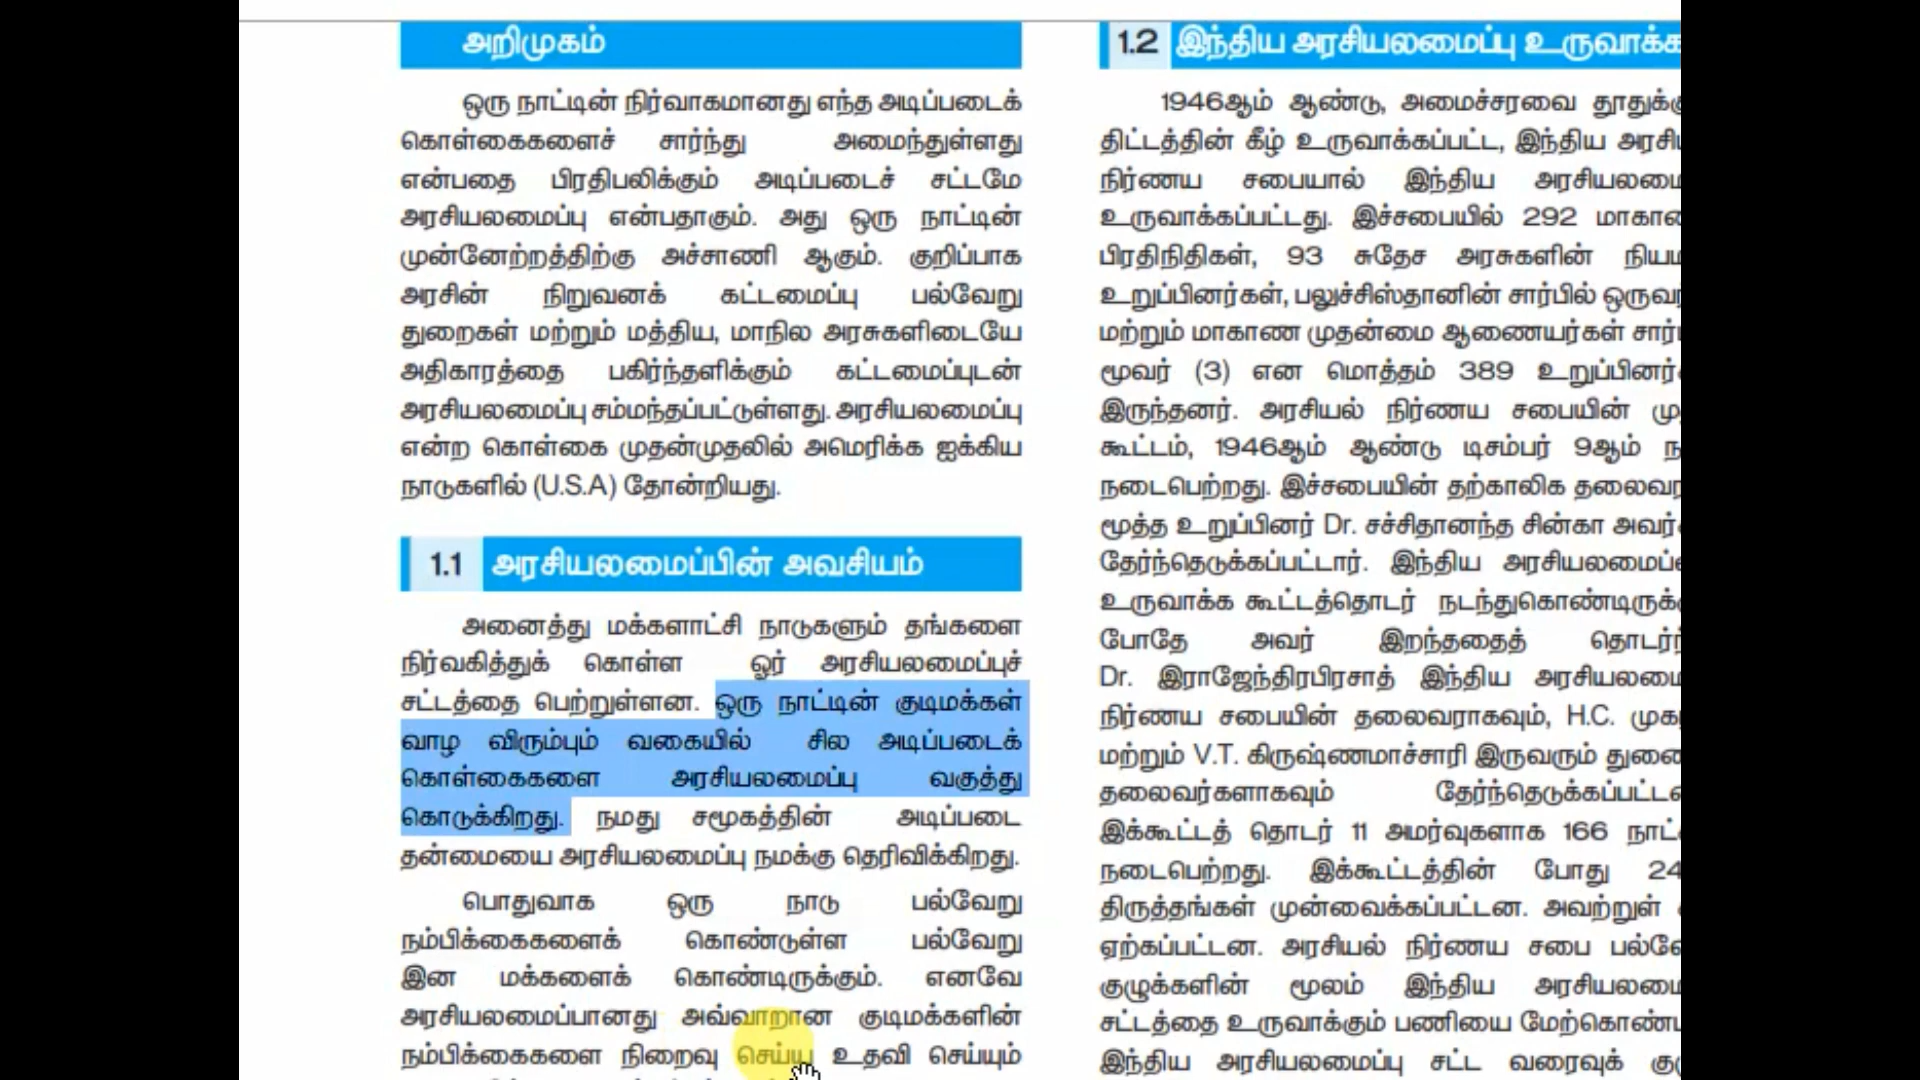 அறிமுகம்
ஒரு நாட்டின் நிர்வாகமானது எந்த அடிப்படைக்
கொள்கைகளைச் சார்ந்து அமைந்துள்ளது
என்பதை பிரதிபலிக்கும் அடிப்படைச் சட்டமே
அரசியலமைப்பு என்பதாகும். அது ஒரு நாட்டின்
முன்னேற்றத்திற்கு அச்சாணி ஆகும். குறிப்பாக
அரசின் நிறுவனக் கட்டமைப்பு பல்வேறு
துறைகள் மற்றும் மத்திய, மாநில அரசுகளிடையே
அதிகாரத்தை பகிர்ந்தளிக்கும் கட்டமைப்புடன்
அரசியலமைப்பு சம்மந்தப்பட்டுள்ளது. அரசியலமைப்பு
என்ற கொள்கை முதன்முதலில் அமெரிக்க ஐக்கிய
நாடுகளில் (U.S.A) தோன்றியது.
1.1 அரசியலமைப்பின் அவசியம்
அனைத்து மக்களாட்சி நாடுகளும் தங்களை
நிர்வகித்துக் கொள்ள ஓர் அரசியலமைப்புச்
சட்டத்தை பெற்றுள்ளன. ஒரு நாட்டின் குடிமக்கள்
வாழ விரும்பும் வகையில் சில அடிப்படைக்
கொள்கைகளை அரசியலமைப்பு வகுத்து
கொடுக்கிறது. நமது சமூகத்தின் அடிப்படை
தன்மையை அரசியலமைப்பு நமக்கு தெரிவிக்கிறது.
பொதுவாக ஒரு நாடு பல்வேறு
நம்பிக்கைகளைக் கொண்டுள்ள பல்வேறு
இன மக்களைக் கொண்டிருக்கும். எனவே
அரசியலமைப்பானது அவ்வாறான குடிமக்களின்
நம்பிக்கைகளை நிறைவு செய்ய உதவி செய்யும்
1.2 இந்திய அரசியலமைப்பு உருவாக்க
1946ஆம் ஆண்டு, அமைச்சரவை
திட்டத்தின் கீழ் உருவாக்கப்பட்ட, இந்திய
நிர்ணய சபையால் இந்திய
உருவாக்கப்பட்டது. இச்சபையில் 292
பிரதிநிதிகள், 93 சுதேச அரசுகளின்
உறுப்பினர்கள், பலுச்சிஸ்தானின் சார்பில்
மற்றும் மாகாண முதன்மை ஆணையர்கள்
மூவர் (3) என மொத்தம் 389
இருந்தனர். அரசியல் நிர்ணய சபையின்
கூட்டம், 1946ஆம் ஆண்டு டிசம்பர் 9ஆம்
நடைபெற்றது. இச்சபையின் தற்காலிக
மூத்த உறுப்பினர் Dr. சச்சிதானந்த சின்கா
தேர்ந்தெடுக்கப்பட்டார். இந்திய
உருவாக்க கூட்டத்தொடர்
போதே அவர் இறந்ததைத்
Dr. இராஜேந்திரபிரசாத் இந்திய
நிர்ணய சபையின் தலைவராகவும், H.C.
மற்றும் V.T. கிருஷ்ணமாச்சாரி இருவரும்
தலைவர்களாகவும்
இக்கூட்டத் தொடர் 11 அமர்வுகளாக 166
நடைபெற்றது. இக்கூட்டத்தின் போது
திருத்தங்கள் முன்வைக்கப்பட்டன. அவற்றுள்
ஏற்கப்பட்டன. அரசியல் நிர்ணய சபை
குழுக்களின் மூலம் இந்திய
சட்டத்தை உருவாக்கும் பணியை
இந்திய அரசியலமைப்பு சட்ட வரைவுக்